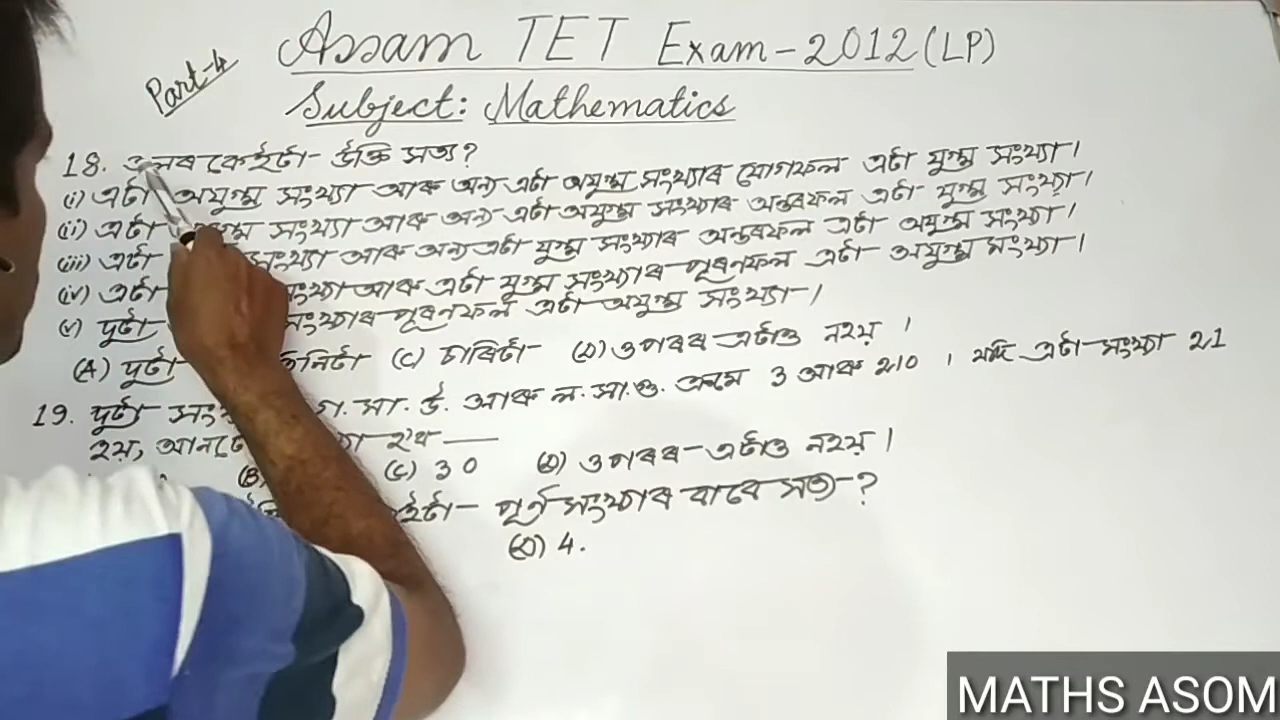 Assam TET Exam-2012(LP)
Part-4
Subject: Mathematics
18. তলৰ কেইটা উক্তি সত্য?
(i) এটা অযুগ্ম সংখ্যা আৰু অন্য এটা অযুগ্ম সংখ্যাৰ যোগফল এটা যুগ্ম সংখ্যা।
(ii) এটা সংখ্যা আৰু অন্য এটা অযুগ্ম সংখ্যাৰ অন্তৰফল এটা যুগ্ম সংখ্যা।
(iii) এটা সংখ্যা আৰু অন্য এটা যুগ্ম সংখ্যাৰ অন্তৰফল এটা অযুগ্ম সংখ্যা।
(iv) এটা সংখ্যা আৰু এটা যুগ্ম সংখ্যাৰ পূৰণফল এটা অযুগ্ম সংখ্যা।
(v) দুটা সংখ্যাৰ পূৰণফল এটা অযুগ্ম সংখ্যা।
(A) দুটা তিনিটা (C) চাৰিটা (D) ওপৰৰ এটাও নহয়।
19. দুটা গ. সা. উ. আৰু ল. সা. গু. ক্ৰমে 3 আৰু 210। যদি এটা সংখ্যা 21
হয়, হ'ব —
(B) (C) 30 (D) ওপৰৰ এটাও নহয়।
পূৰ্ণ সংখ্যাৰ বাবে সত্য?
(D) 4.
MATHS ASOM